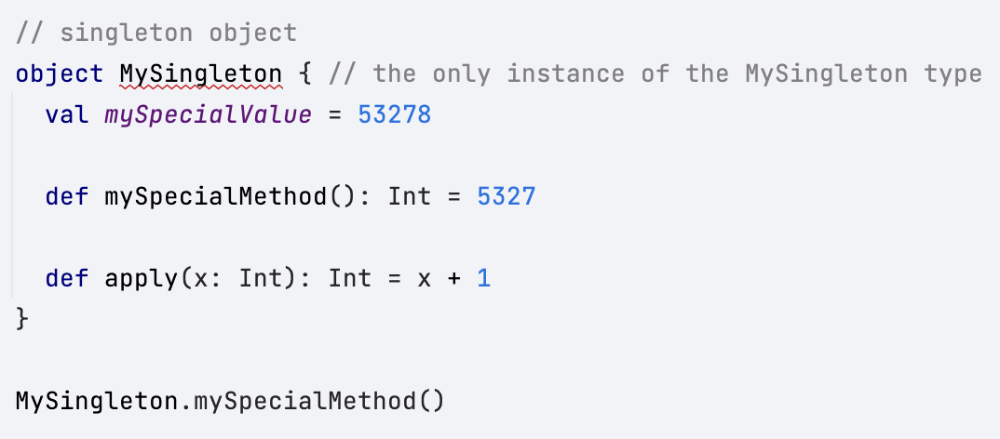 // singleton object
object MySingleton { // the only instance of the MySingleton type
  val mySpecialValue = 53278
  def mySpecialMethod(): Int = 5327
  def apply(x: Int): Int = x + 1
}
MySingleton.mySpecialMethod()